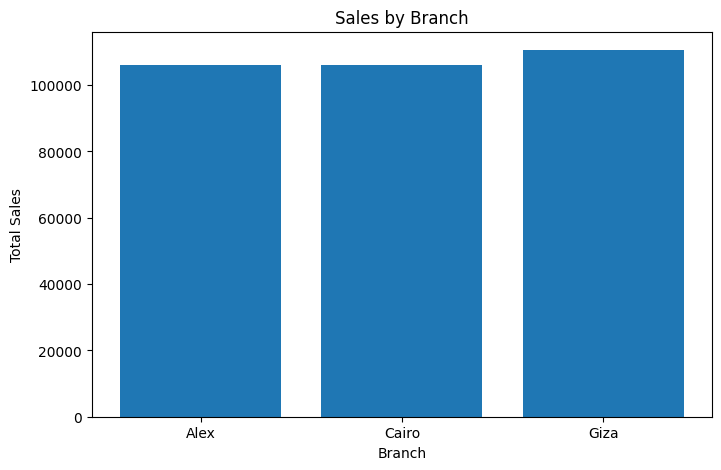 Sales by Branch
Total Sales
100000
80000
60000
40000
20000
0
Alex
Cairo
Giza
Branch